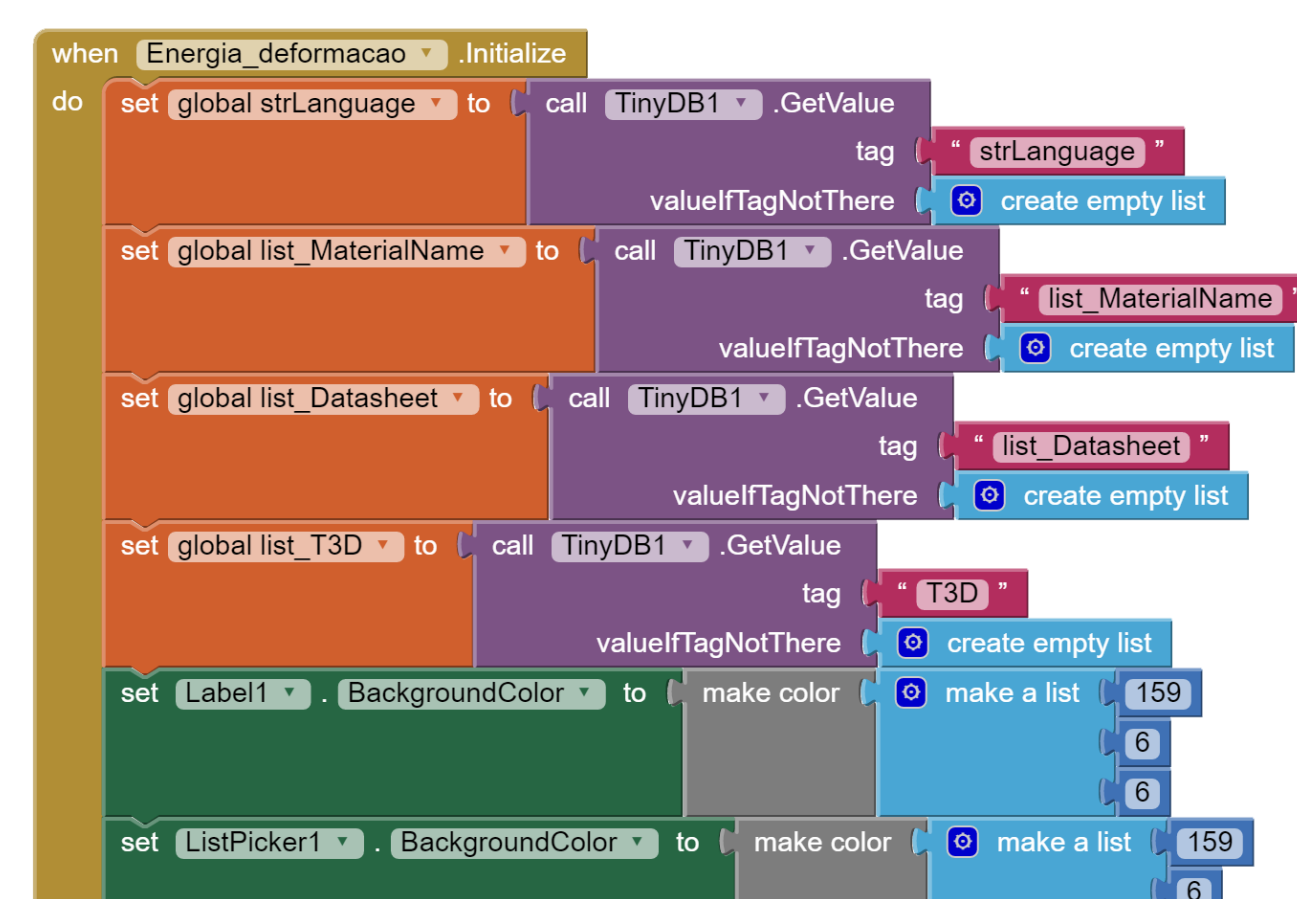 when Energia_deformacao .Initialize
do set global strLanguage to call TinyDB1 .GetValue
tag " strLanguage "
valueIfTagNotThere create empty list
set global list_MaterialName to call TinyDB1 .GetValue
tag " list_MaterialName "
valueIfTagNotThere create empty list
set global list_Datasheet to call TinyDB1 .GetValue
tag " list_Datasheet "
valueIfTagNotThere create empty list
set global list_T3D to call TinyDB1 .GetValue
tag " T3D "
valueIfTagNotThere create empty list
set Label1 . BackgroundColor to make color make a list 159
6
6
set ListPicker1 . BackgroundColor to make color make a list 159
6